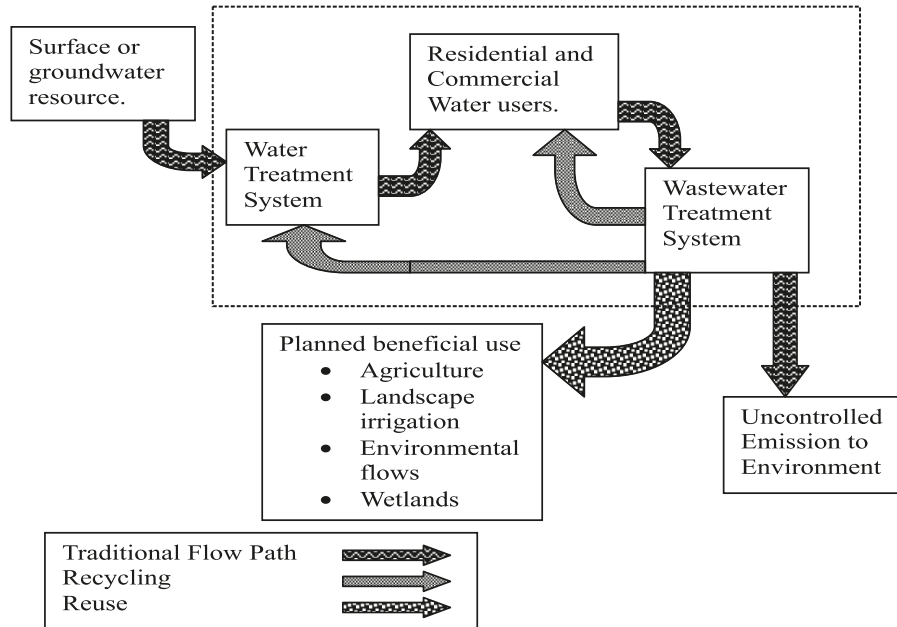 Surface or
groundwater
resource.
Residential and
Commercial
Water users.
Water
Treatment
System
Wastewater
Treatment
System
Planned beneficial use
• Agriculture
• Landscape
irrigation
• Environmental
flows
• Wetlands
Uncontrolled
Emission to
Environment
Traditional Flow Path
Recycling
Reuse